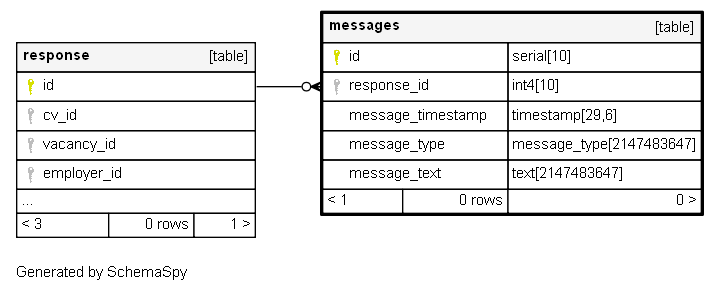 response [table]
id
cv_id
vacancy_id
employer_id
...
< 3 0 rows 1 >
messages [table]
id serial[10]
response_id int4[10]
message_timestamp timestamp[29,6]
message_type message_type[2147483647]
message_text text[2147483647]
< 1 0 rows 0 >
Generated by SchemaSpy